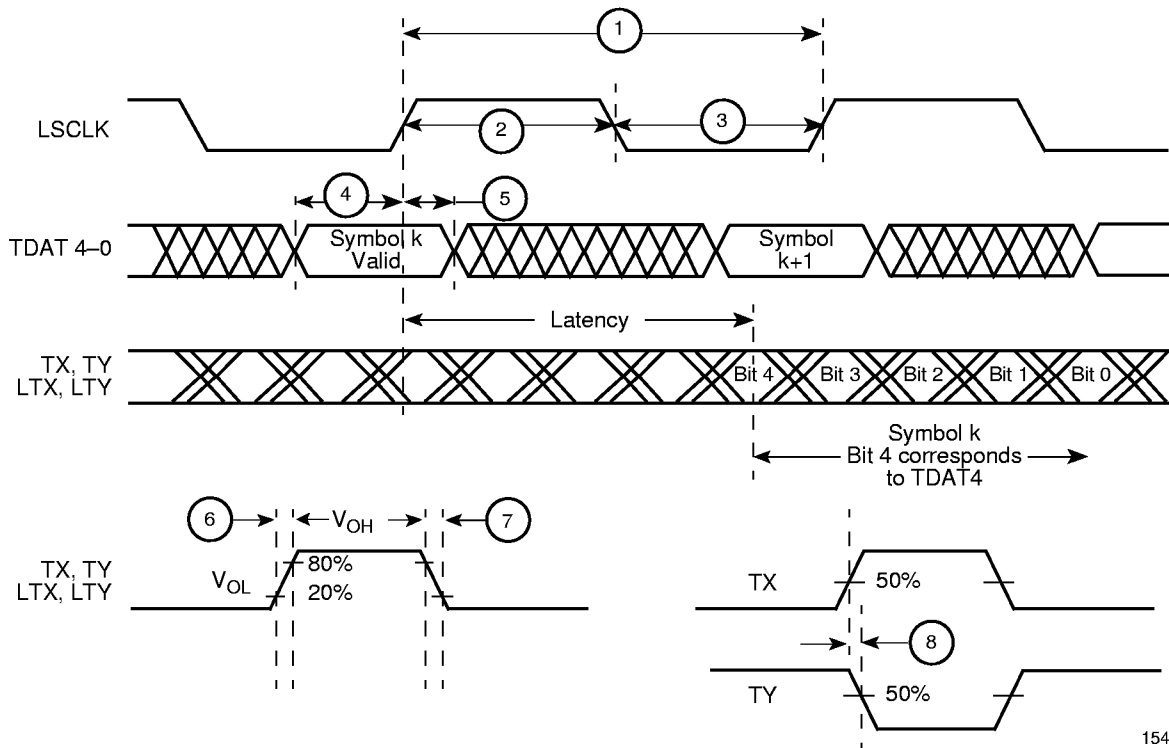 1
LSCLK
2
3
4
5
TDAT 4–0
Symbol k
Valid
Symbol
k+1
Latency
TX, TY
LTX, LTY
Bit 4
Bit 3
Bit 2
Bit 1
Bit 0
Symbol k
Bit 4 corresponds
to TDAT4
6
VOH
7
TX, TY
LTX, LTY
VOL
80%
20%
TX
50%
8
TY
50%
154